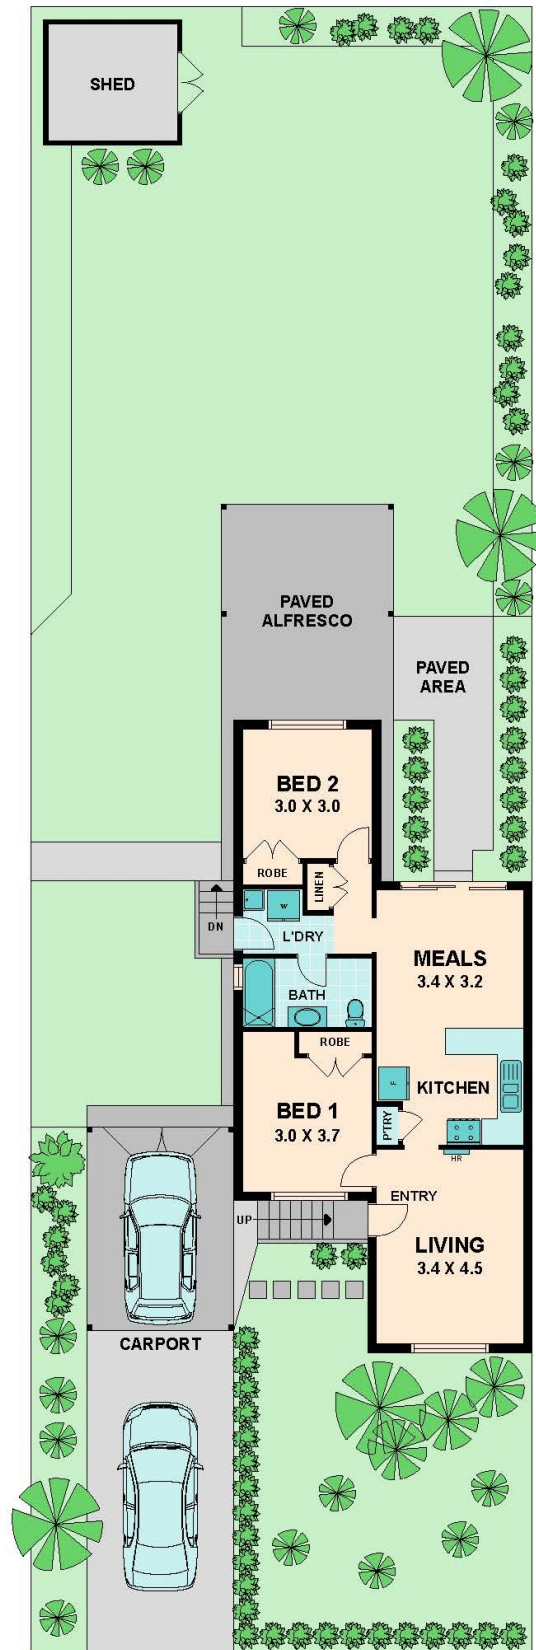 SHED
PAVED
ALFRESCO
PAVED
AREA
BED 2
3.0 X 3.0
ROBE
LINEN
W
DN
L'DRY
MEALS
3.4 X 3.2
BATH
ROBE
F
KITCHEN
BED 1
3.0 X 3.7
PTRY
HR
ENTRY
UP
LIVING
3.4 X 4.5
CARPORT